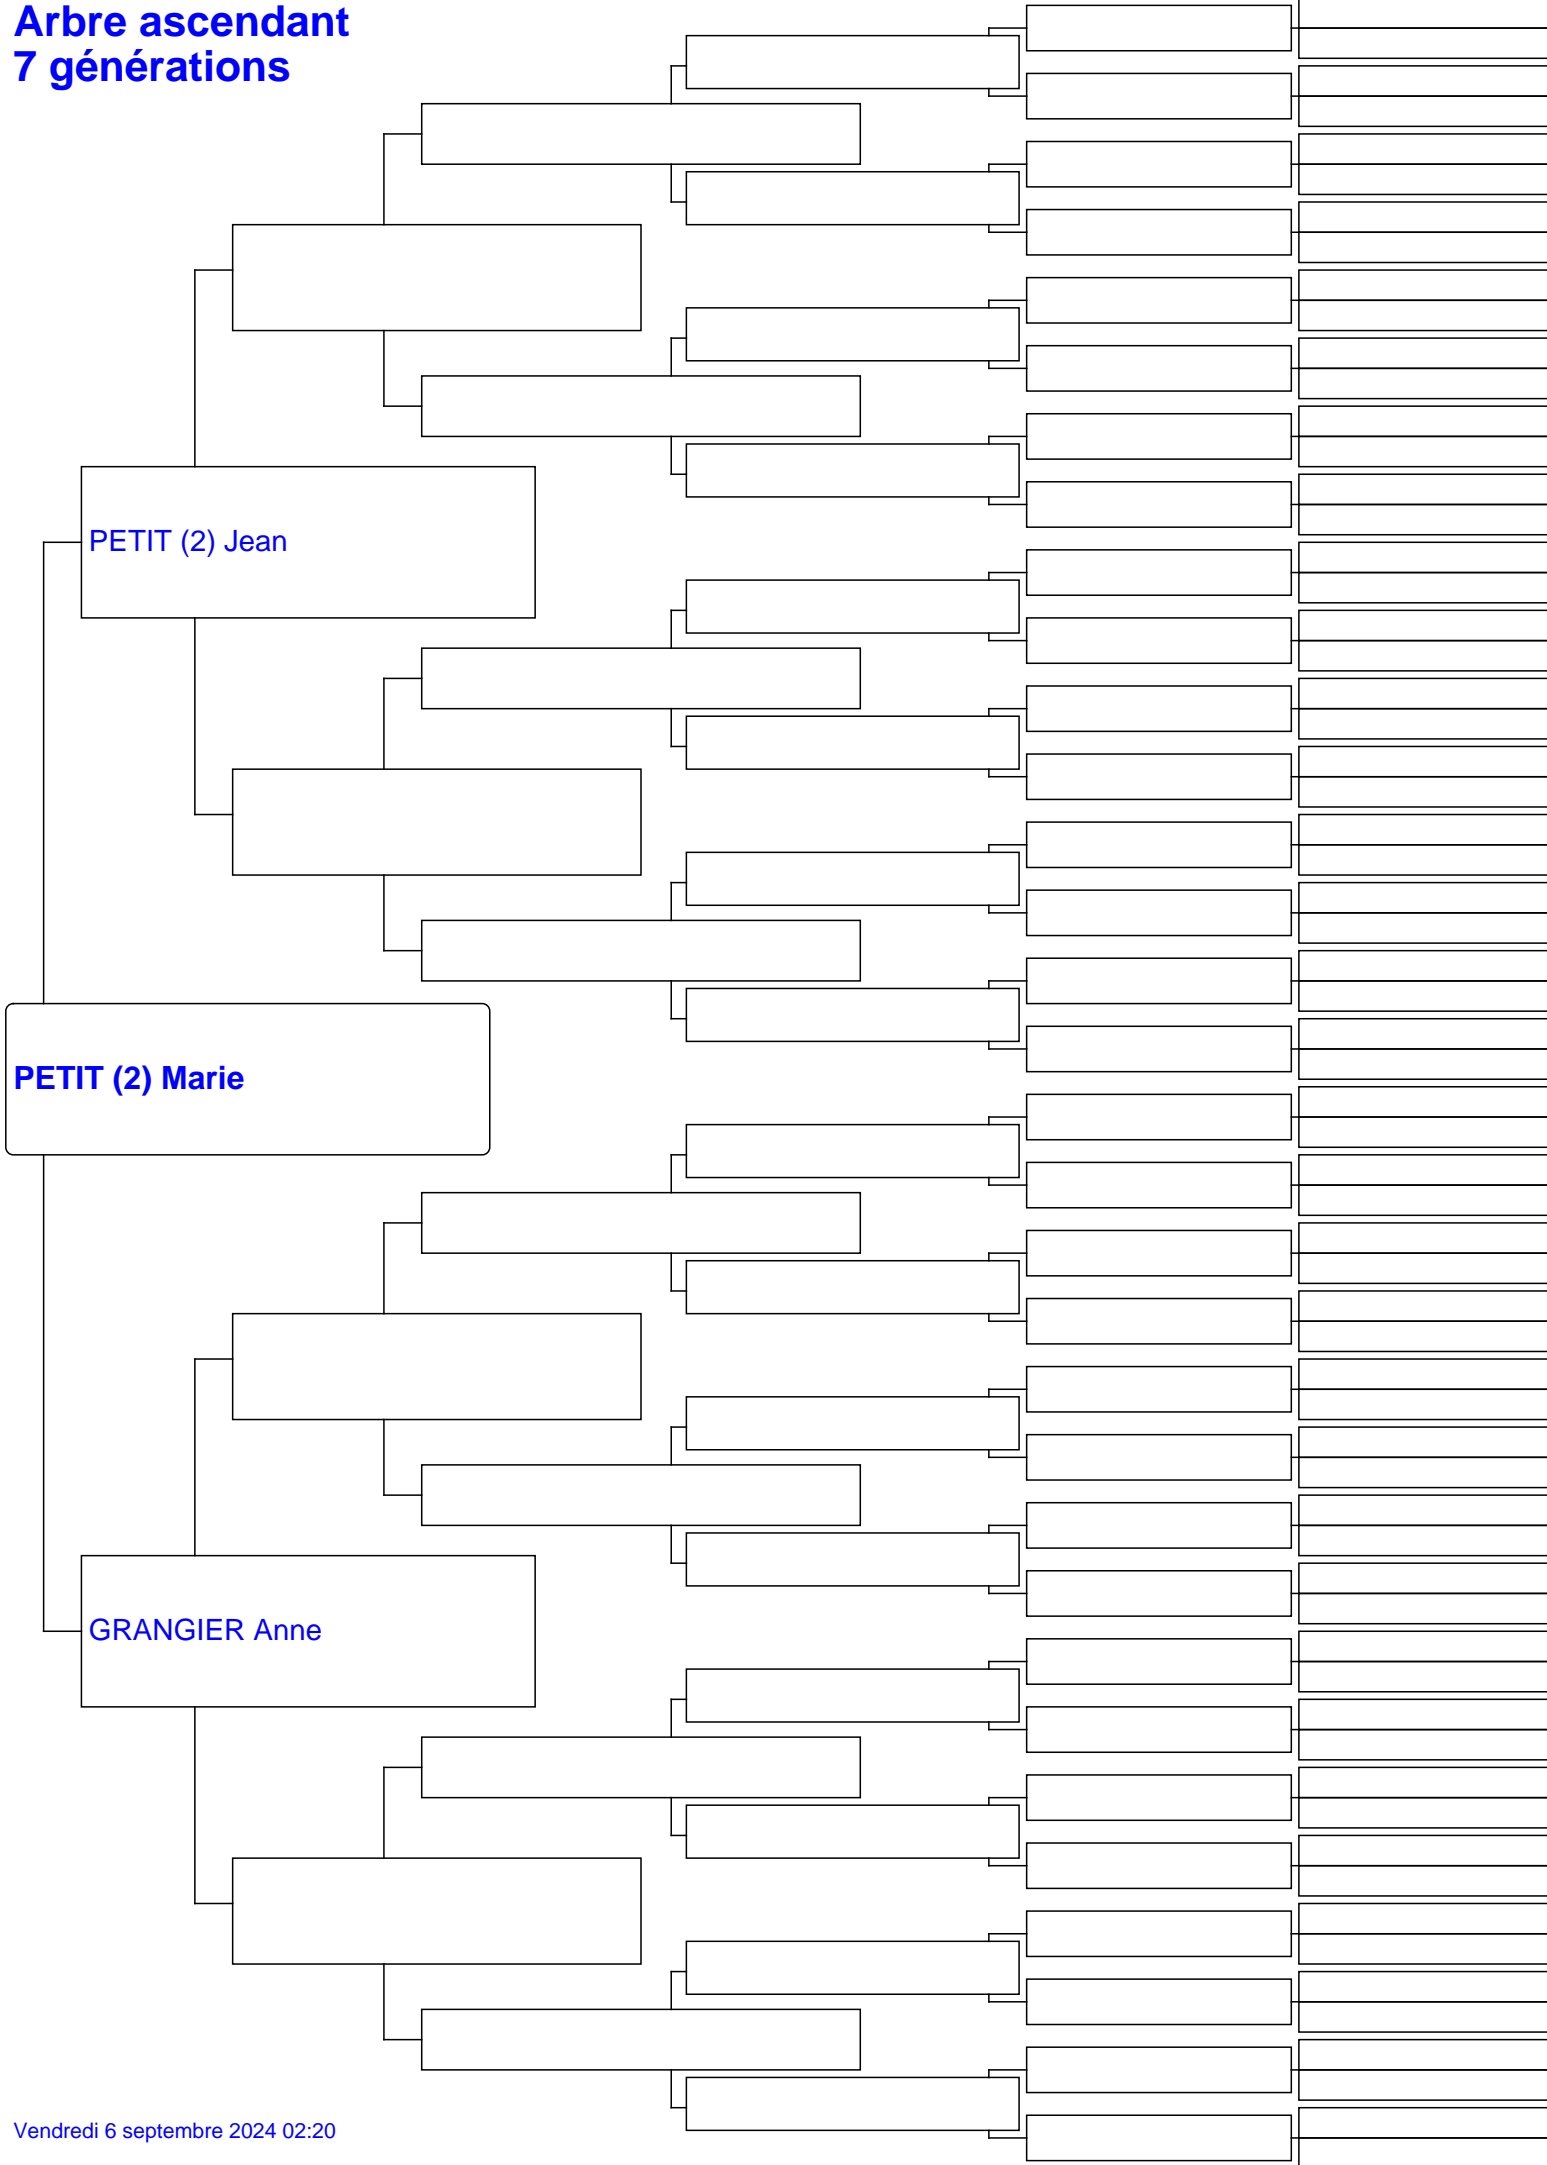 Arbre ascendant
7 générations
PETIT (2) Jean
PETIT (2) Marie
GRANGIER Anne
Vendredi 6 septembre 2024 02:20